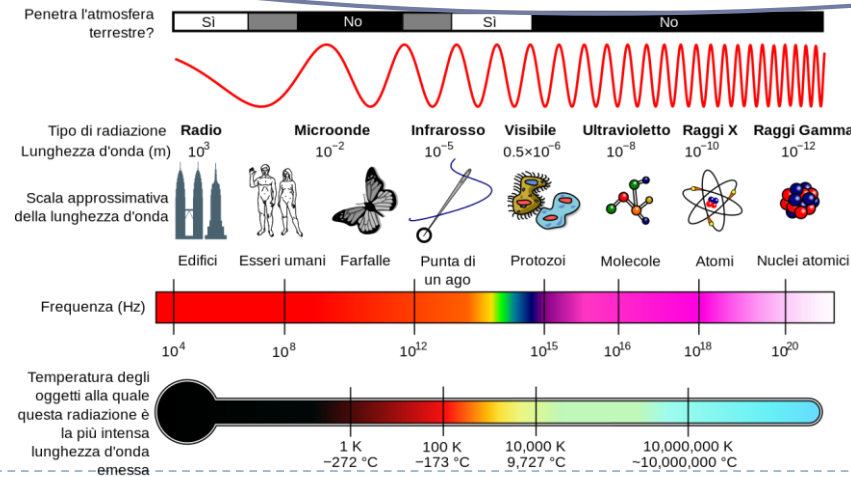 Penetra l'atmosfera
terrestre?
Sì No Sì No
Tipo di radiazione Radio Microonde Infrarosso Visibile Ultravioletto Raggi X Raggi Gamma
Lunghezza d'onda (m) 10³ 10⁻² 10⁻⁵ 0.5×10⁻⁶ 10⁻⁸ 10⁻¹⁰ 10⁻¹²
Scala approssimativa
della lunghezza d'onda
Edifici Esseri umani Farfalle Punta di Protozoi Molecole Atomi Nuclei atomici
un ago
Frequenza (Hz)
10⁴ 10⁸ 10¹² 10¹⁵ 10¹⁶ 10¹⁸ 10²⁰
Temperatura degli
oggetti alla quale
questa radiazione è
la più intensa
lunghezza d'onda
emessa
1 K 100 K 10,000 K 10,000,000 K
−272 °C −173 °C 9,727 °C ~10,000,000 °C